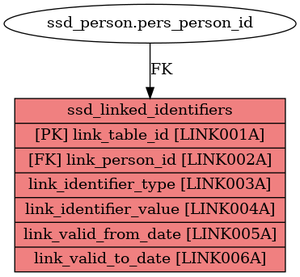 ssd_person.pers_person_id
FK
ssd_linked_identifiers
[PK] link_table_id [LINK001A]
[FK] link_person_id [LINK002A]
link_identifier_type [LINK003A]
link_identifier_value [LINK004A]
link_valid_from_date [LINK005A]
link_valid_to_date [LINK006A]